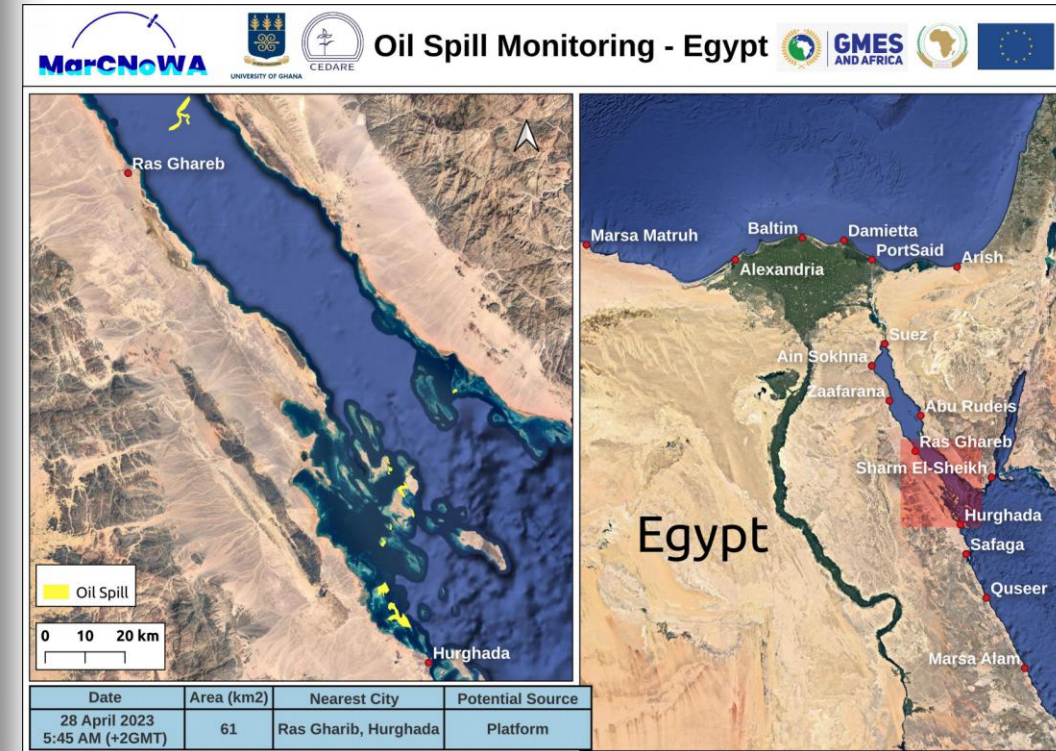 MarCNoWA
UNIVERSITY OF GHANA
CEDARE
Oil Spill Monitoring - Egypt
GMES
AND AFRICA
Ras Ghareb
Hurghada
Oil Spill
0 10 20 km
Marsa Matruh
Baltim
Damietta
PortSaid
Alexandria
Arish
Suez
Ain Sokhna
Zaafarana
Abu Rudeis
Ras Ghareb
Sharm El-Sheikh
Hurghada
Egypt
Safaga
Quseer
Marsa Alam
Date Area (km2) Nearest City Potential Source
28 April 2023
5:45 AM (+2GMT) 61 Ras Gharib, Hurghada Platform